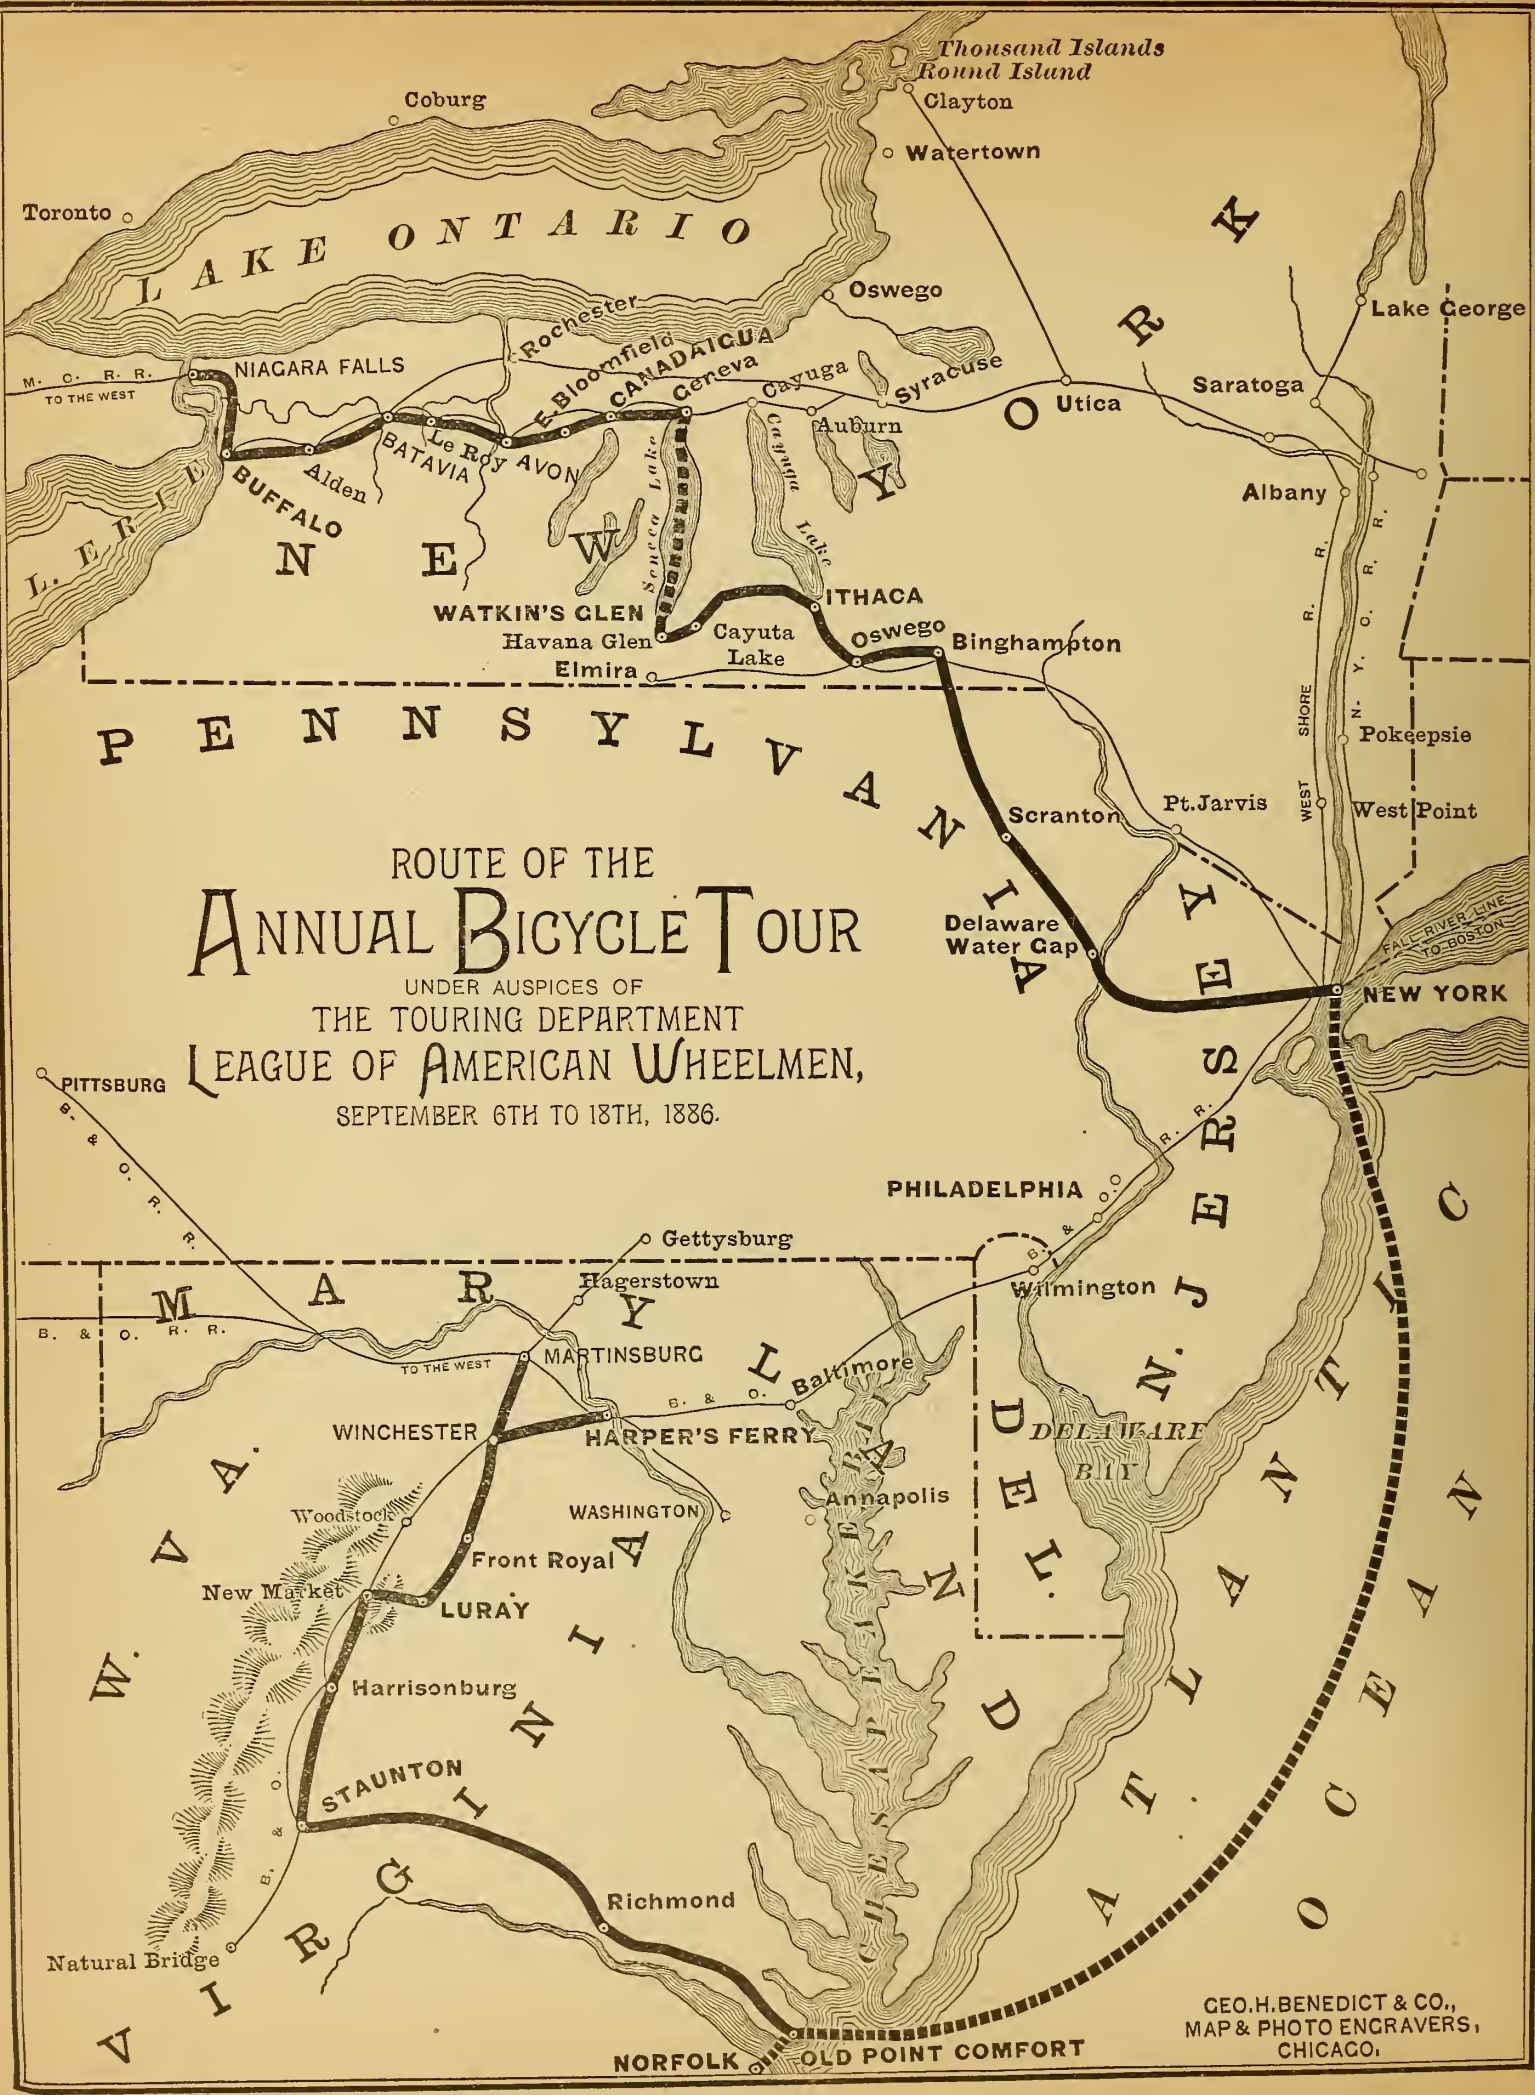 Thousand Islands
Round Island
Clayton
Coburg
Watertown
Toronto
LAKE ONTARIO
Oswego
Lake George
Rochester
M. C. R. R.
TO THE WEST
NIAGARA FALLS
E. Bloomfield
CANADAIGUA
Geneva
Cayuga
Syracuse
Saratoga
Utica
Auburn
BATAVIA
Le Roy
AVON
Alden
BUFFALO
L. ERIE
Seneca Lake
Cayuga Lake
Albany
NEW YORK
WATKIN'S GLEN
Havana Glen
ITHACA
Cayuta
Lake
Oswego
Binghampton
Elmira
WEST SHORE R. R.
N. Y. C. R. R.
PENNSYLVANIA
Pokeepsie
Scranton
Pt. Jarvis
West Point
ROUTE OF THE
ANNUAL BICYCLE TOUR
UNDER AUSPICES OF
THE TOURING DEPARTMENT
LEAGUE OF AMERICAN WHEELMEN,
SEPTEMBER 6TH TO 18TH, 1886.
Delaware
Water Gap
FALL RIVER LINE
TO BOSTON
NEW YORK
N. JERSEY
PITTSBURG
B. & O. R. R.
PHILADELPHIA
B. & R. R.
Gettysburg
Hagerstown
Wilmington
MARYLAND
B. & O. R. R.
TO THE WEST
MARTINSBURG
Baltimore
B. & O.
WINCHESTER
HARPER'S FERRY
DEL.
DELAWARE
BAY
W. VA.
Woodstock
WASHINGTON
Annapolis
Front Royal
New Market
LURAY
CHESAPEAKE BAY
Harrisonburg
STAUNTON
B. & O.
VIRGINIA
Richmond
Natural Bridge
ATLANTIC
OCEAN
NORFOLK
OLD POINT COMFORT
GEO. H. BENEDICT & CO.,
MAP & PHOTO ENGRAVERS,
CHICAGO.